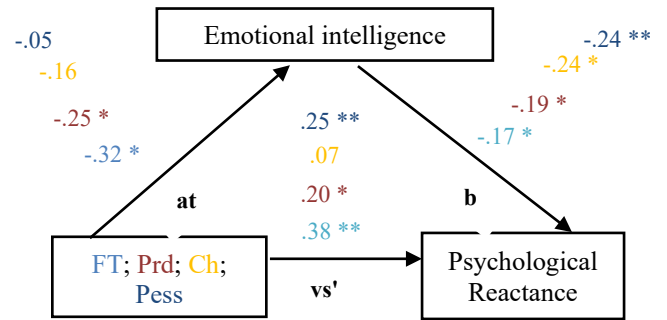 -.05
Emotional intelligence
-.24 **
-.16
-.24 *
-.25 *
-.19 *
.25 **
-.17 *
-.32 *
.07
at
.20 *
b
.38 **
FT; Prd; Ch;
Pess
vs'
Psychological
Reactance